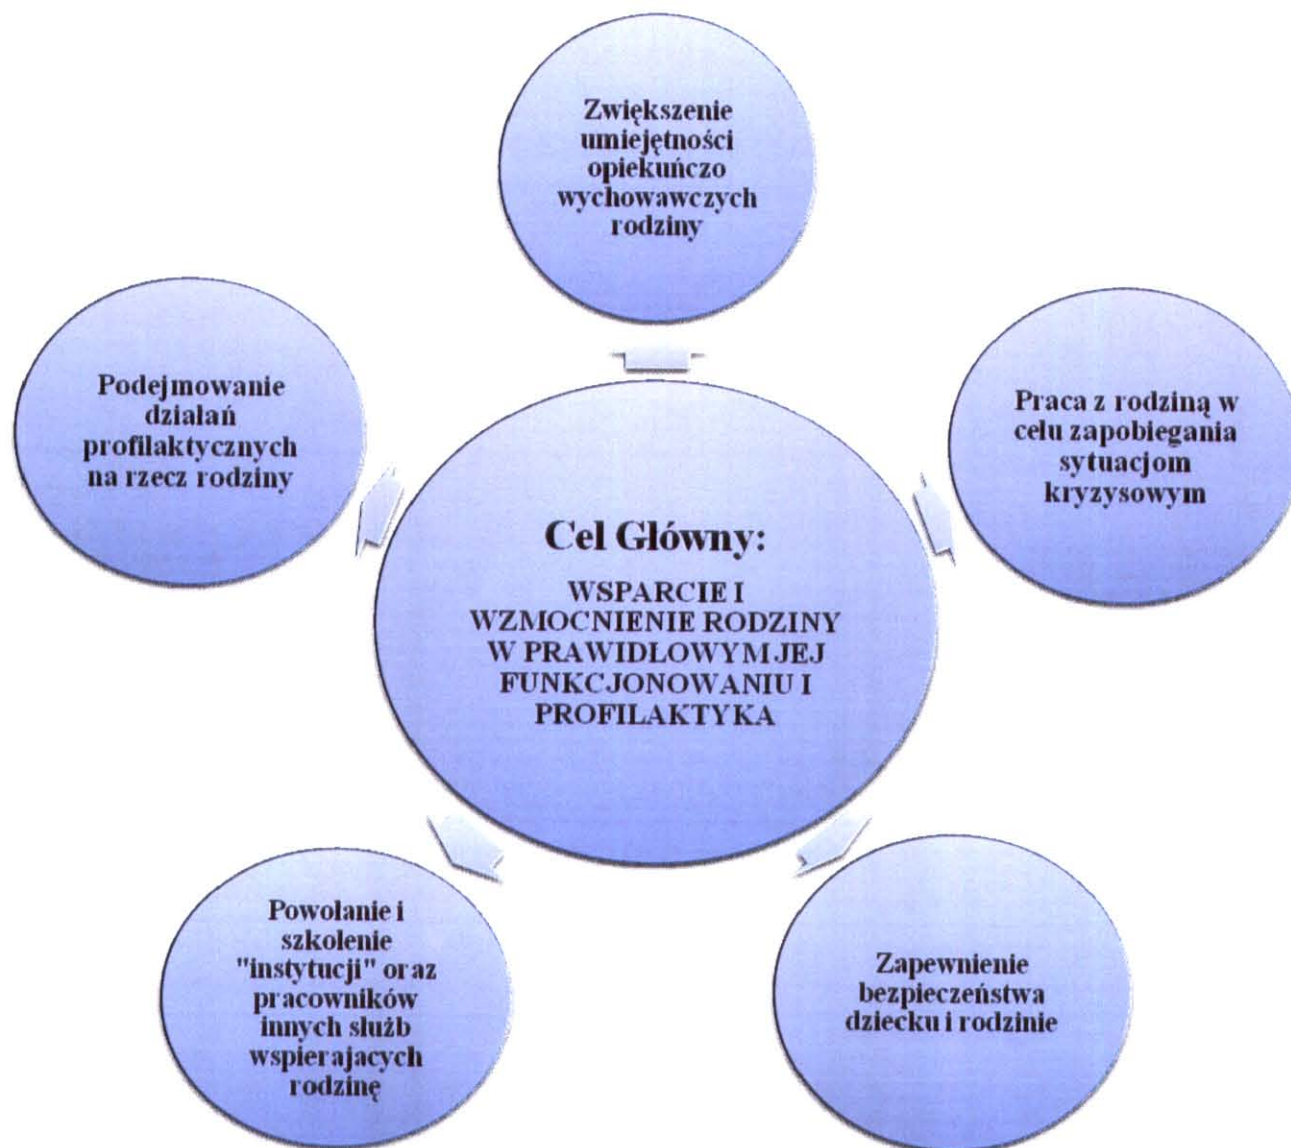 Zwiększenie
umiejętności
opiekuńczo
wychowawczych
rodziny
Podejmowanie
działań
profilaktycznych
na rzecz rodziny
Praca z rodziną w
celu zapobiegania
sytuacjom
kryzysowym
Cel Główny:
WSPARCIE I
WZMOCNIENIE RODZINY
W PRAWIDŁOWYM JEJ
FUNKCJONOWANIU I
PROFILAKTYKA
Powołanie i
szkolenie
"instytucji" oraz
pracowników
innych służb
wspierajacych
rodzinę
Zapewnienie
bezpieczeństwa
dziecku i rodzinie